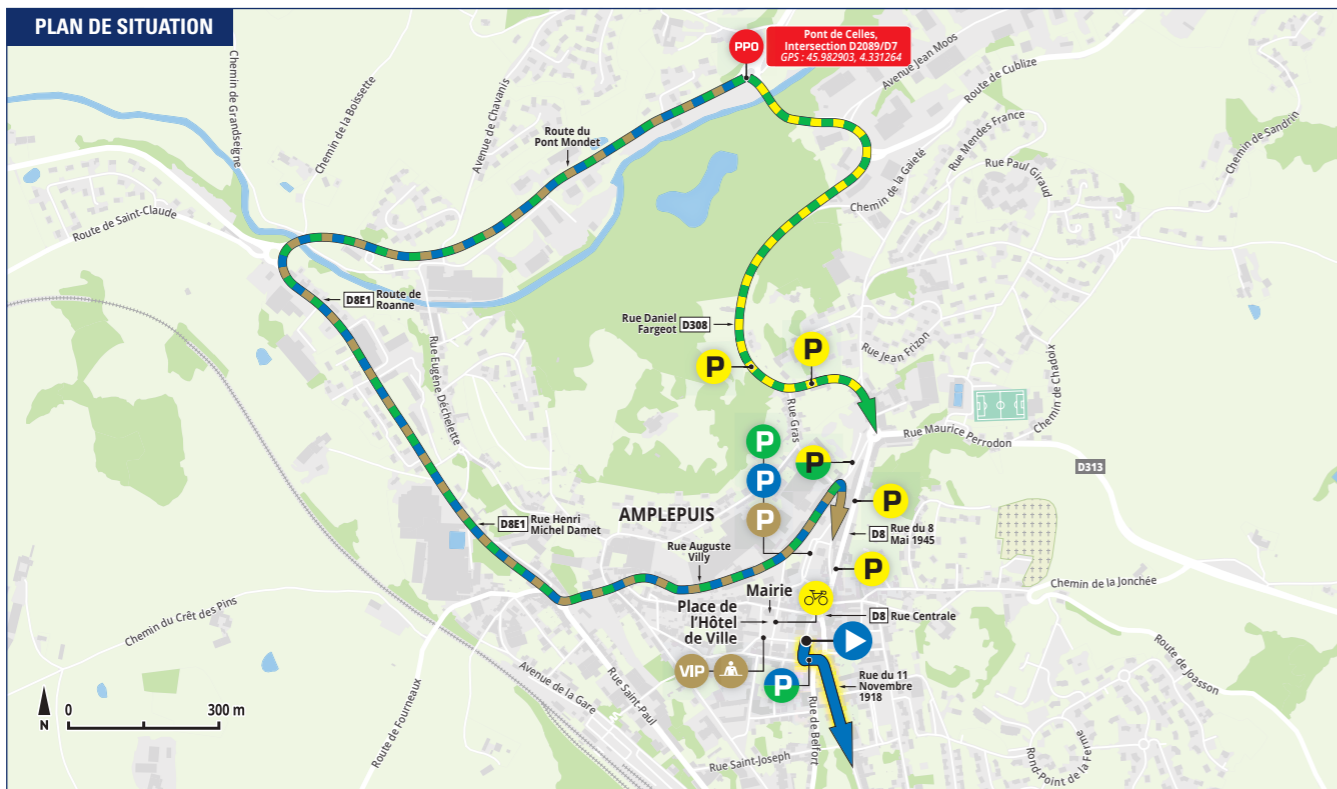 PLAN DE SITUATION
PPO
Pont de Celles,
Intersection D2089/D7
GPS : 45.982903, 4.331264
Avenue Jean Moos
Route de Cublize
Chemin de Grandseigne
Chemin de la Boissette
Avenue de Chavanis
Route du
Pont Mondet
Rue Mendes France
Rue Paul Giraud
Chemin de Sandrin
Chemin de la Gaieté
Route de Saint-Claude
D8E1
Route de
Roanne
Rue Daniel
Fargeot
D308
Rue Jean Frizon
P
P
Rue Eugène Déchelette
Rue Gras
Chemin de Chapdoix
Rue Maurice Perrodon
D313
P
P
P
P
P
AMPLEPUIS
D8E1
Rue Henri
Michel Damet
D8
Rue du 8
Mai 1945
Rue Auguste
Villy
P
Mairie
Chemin de la Jonchée
Place de
l'Hôtel
de Ville
D8
Rue Centrale
Chemin du Crêt des Pins
VIP
P
Rue du 11
Novembre
1918
Route de Joasson
Avenue de la Gare
Rue Saint-Paul
Route de Fourneaux
Rue de Belfort
Rue Saint-Joseph
Rond-Point de la Ferme
N
0
300 m